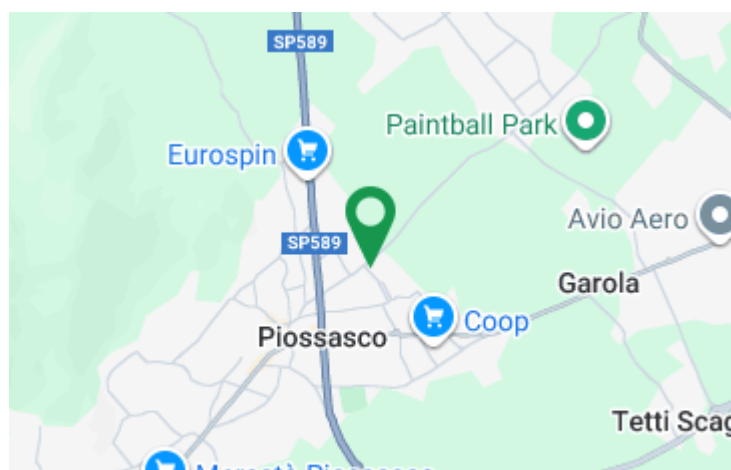 SP589
Paintball Park
Eurospin
Avio Aero
SP589
Garola
Coop
Piossasco
Tetti Scag